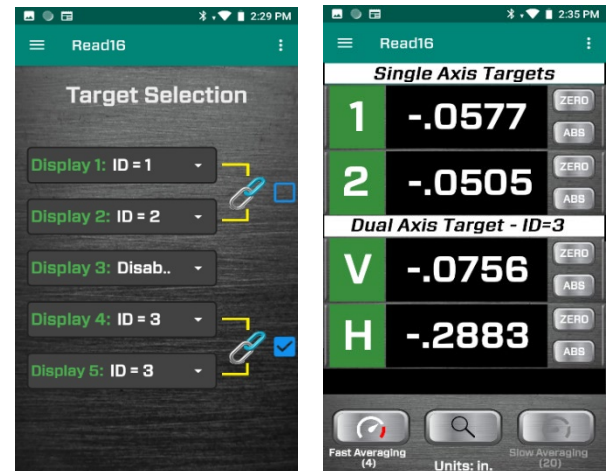 2:29 PM
Read16
Target Selection
Display 1: ID = 1
Display 2: ID = 2
Display 3: Disab..
Display 4: ID = 3
Display 5: ID = 3
2:35 PM
Read16
Single Axis Targets
1 -.0577 ZERO ABS
2 -.0505 ZERO ABS
Dual Axis Target - ID=3
V -.0756 ZERO ABS
H -.2883 ZERO ABS
Fast Averaging
(4)
Units: in.
Slow Averaging
(20)